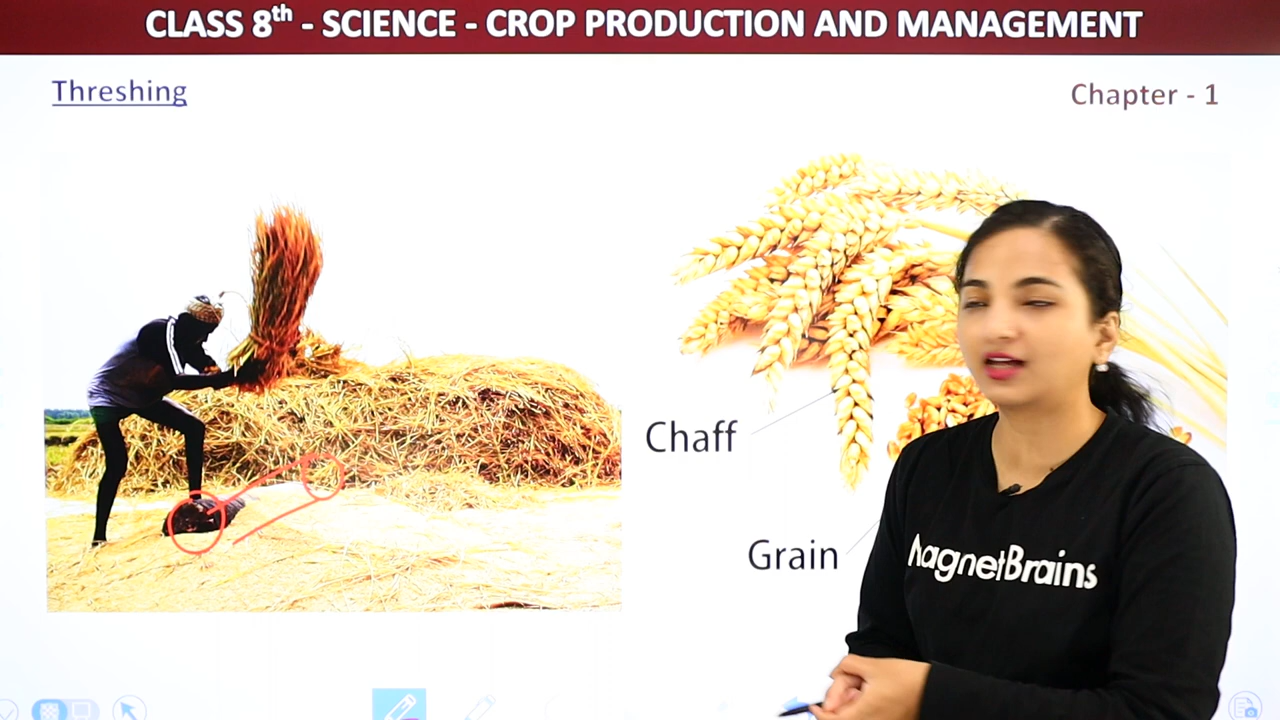 CLASS 8th - SCIENCE - CROP PRODUCTION AND MANAGEMENT
Threshing
Chapter - 1
Chaff
Grain
MagnetBrains